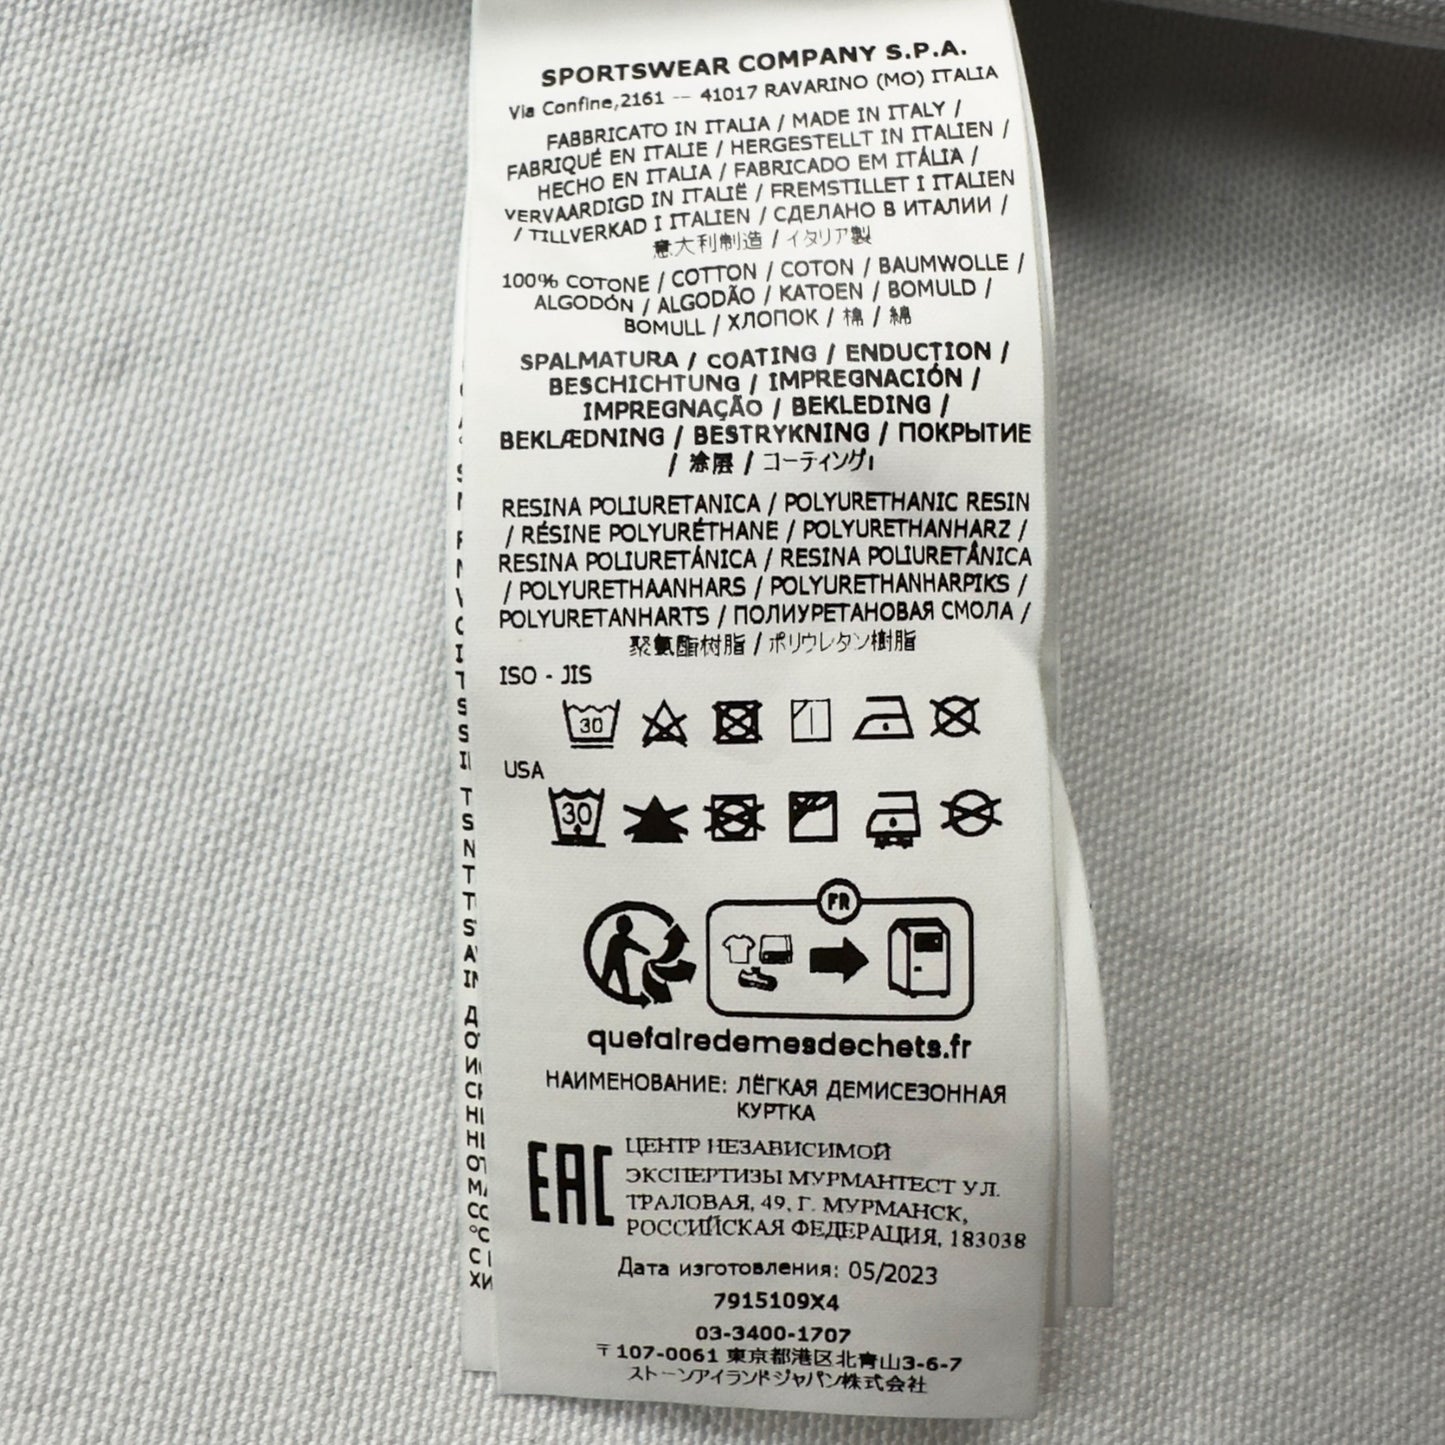 SPORTSWEAR COMPANY S.P.A.
Via Confine,2161 -- 41017 RAVARINO (MO) ITALIA
FABBRICATO IN ITALIA / MADE IN ITALY /
FABRIQUÉ EN ITALIE / HERGESTELLT IN ITALIEN /
HECHO EN ITALIA / FABRICADO EM ITÁLIA /
VERVAARDIGD IN ITALIË / FREMSTILLET I ITALIEN
/ TILLVERKAD I ITALIEN / СДЕЛАНО В ИТАЛИИ /
意大利制造 / イタリア製
100% COTONE / COTTON / COTON / BAUMWOLLE /
ALGODÓN / ALGODÃO / KATOEN / BOMULD /
BOMULL / ХЛОПОК / 棉 / 綿
SPALMATURA / COATING / ENDUCTION /
BESCHICHTUNG / IMPREGNACIÓN /
IMPREGNAÇÃO / BEKLEDING /
BEKLÆDNING / BESTRYKNING / ПОКРЫТИЕ
/ 涂层 / コーティング
RESINA POLIURETANICA / POLYURETHANIC RESIN
/ RÉSINE POLYURÉTHANE / POLYURETHANHARZ /
RESINA POLIURETÁNICA / RESINA POLIURETÂNICA
/ POLYURETHAANHARS / POLYURETHANHARPIKS /
POLYURETANHARTS / ПОЛИУРЕТАНОВАЯ СМОЛА /
聚氨酯树脂 / ポリウレタン樹脂
ISO - JIS
30
USA
30
FR
quefairedemesdechets.fr
НАИМЕНОВАНИЕ: ЛЁГКАЯ ДЕМИСЕЗОННАЯ
КУРТКА
EAC
ЦЕНТР НЕЗАВИСИМОЙ
ЭКСПЕРТИЗЫ МУРМАНТЕСТ УЛ.
ТРАЛОВАЯ, 49, Г. МУРМАНСК,
РОССИЙСКАЯ ФЕДЕРАЦИЯ, 183038
Дата изготовления: 05/2023
7915109X4
03-3400-1707
〒107-0061 東京都港区北青山3-6-7
ストーンアイランドジャパン株式会社